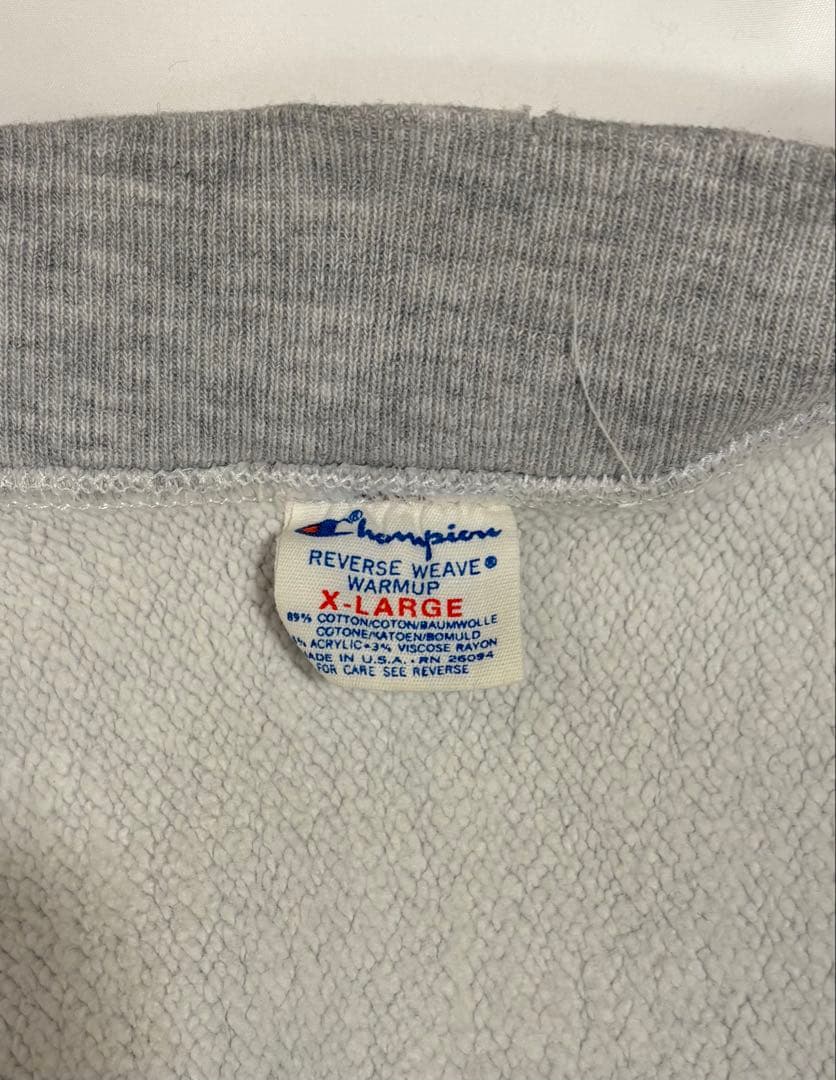 Champion
REVERSE WEAVE®
WARMUP
X-LARGE
89% COTTON/COTON/BAUMWOLLE
COTONE/KATOEN/BOMULD
% ACRYLIC•3% VISCOSE RAYON
ADE IN U.S.A. • RN 26094
FOR CARE SEE REVERSE